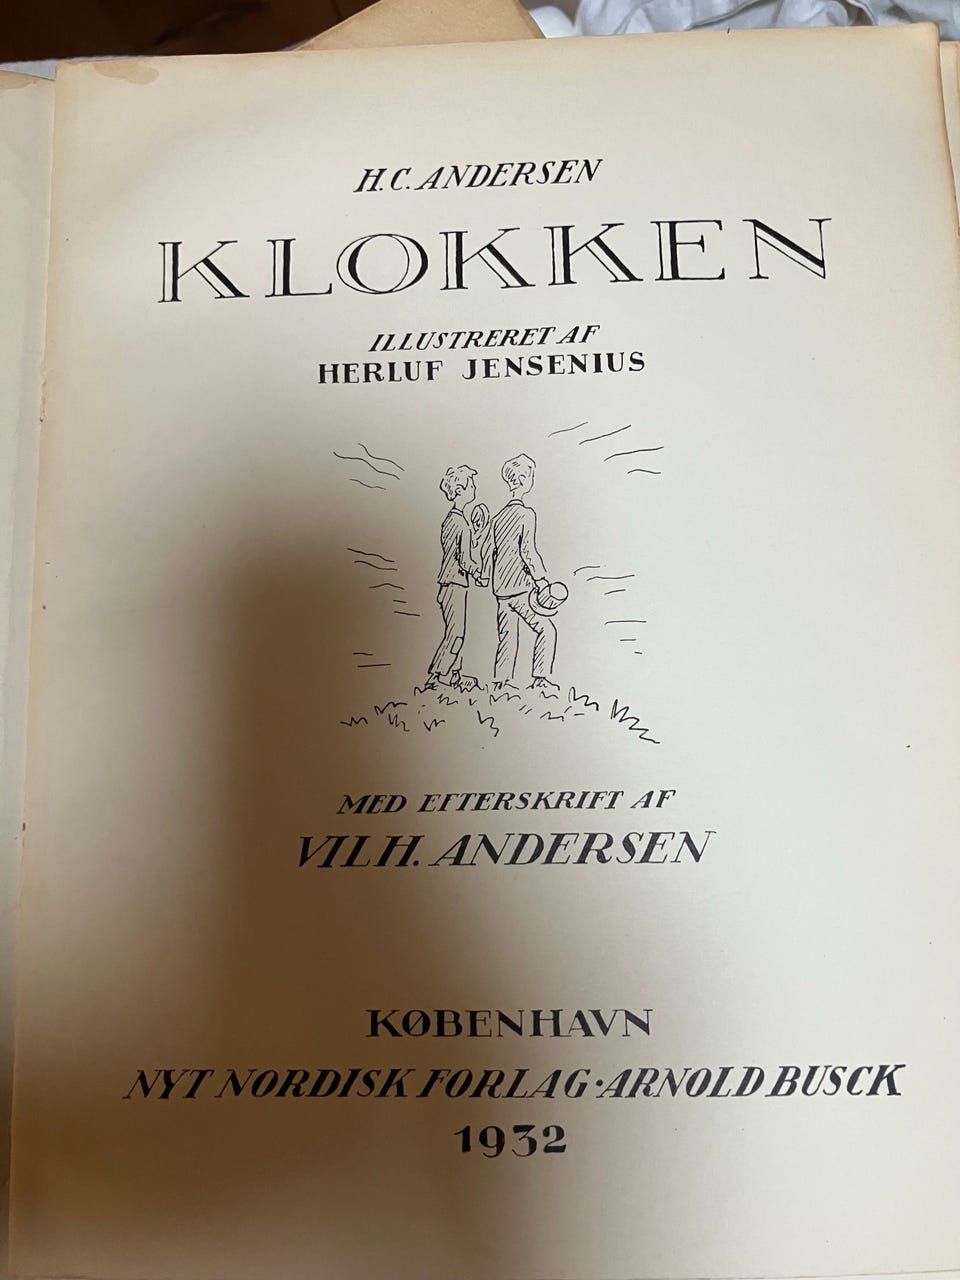 H.C. ANDERSEN
KLOKKEN
ILLUSTRERET AF
HERLUF JENSENIUS
MED EFTERSKRIFT AF
VILH. ANDERSEN
KØBENHAVN
NYT NORDISK FORLAG·ARNOLD BUSCK
1932